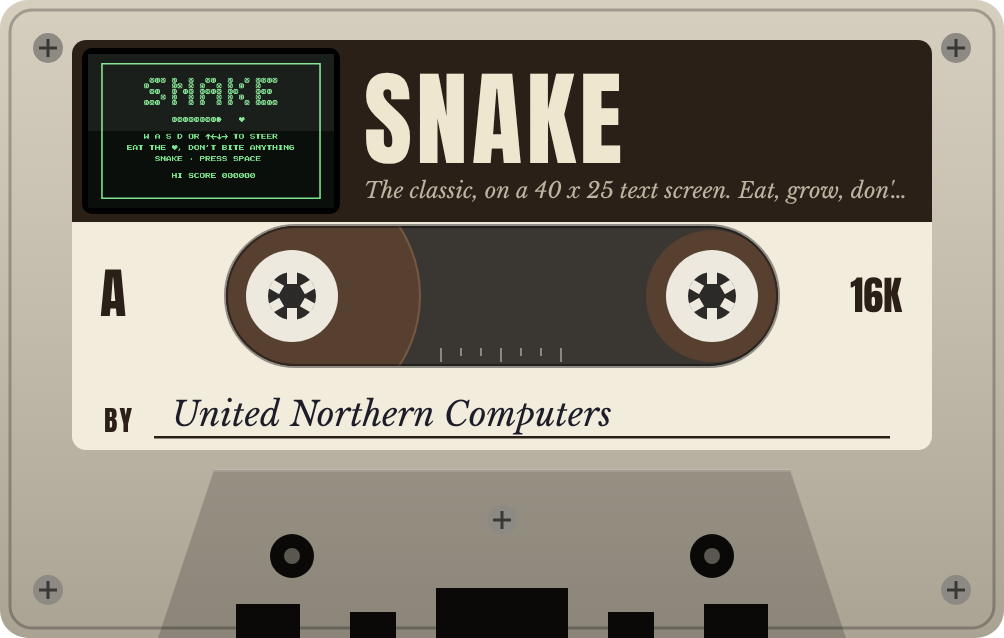 SNAKE
W A S D OR ↑←↓→ TO STEER
EAT THE ♥, DON'T BITE ANYTHING
SNAKE · PRESS SPACE
HI SCORE 000000
SNAKE
The classic, on a 40 x 25 text screen. Eat, grow, don'...
A
16K
BY United Northern Computers